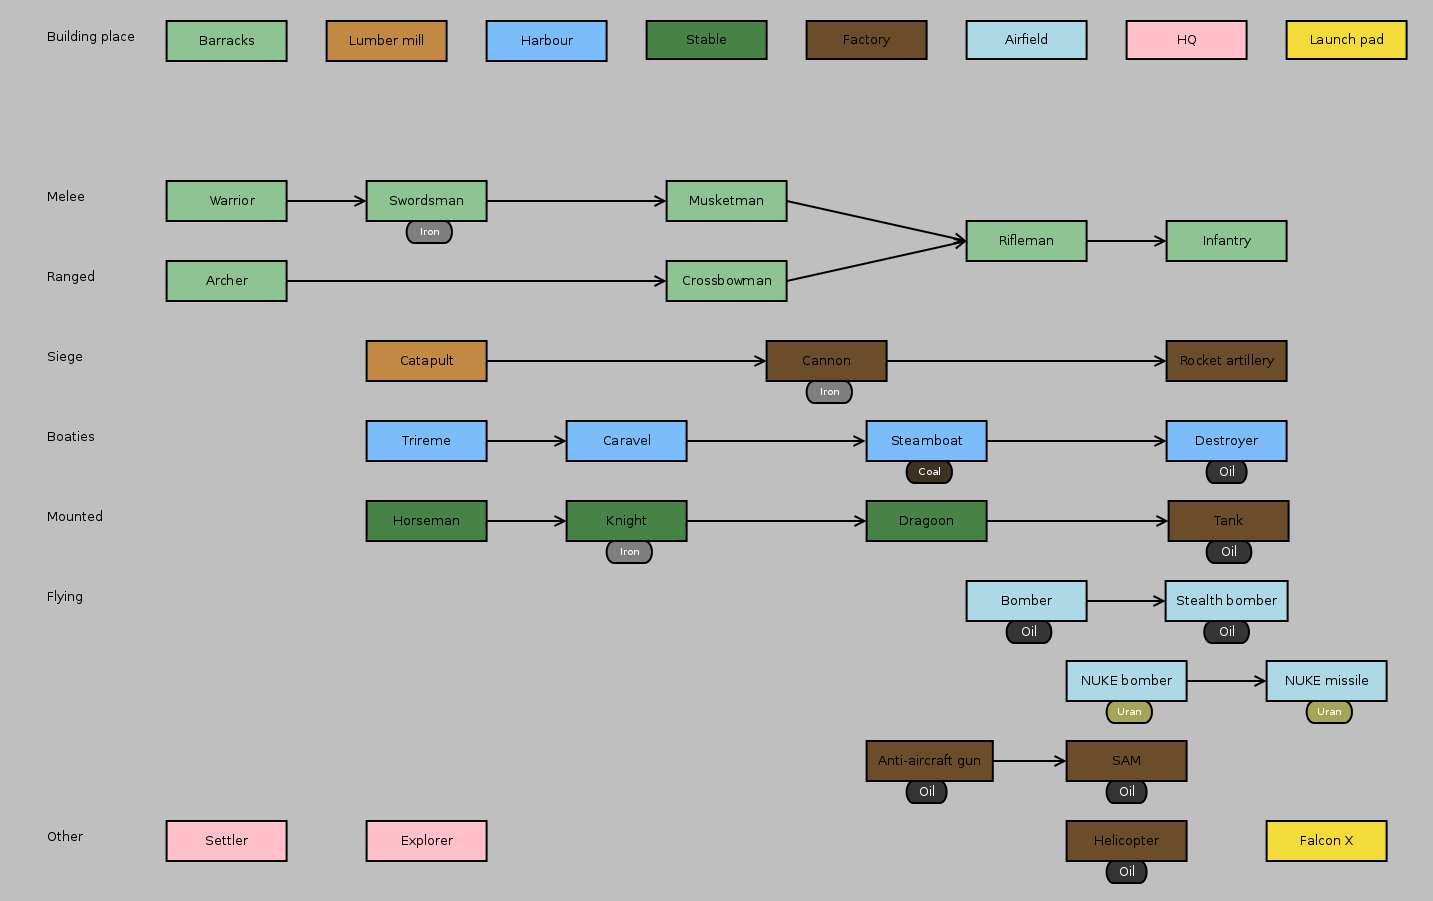 Building place
Barracks
Lumber mill
Harbour
Stable
Factory
Airfield
HQ
Launch pad
Melee
Warrior
Swordsman
Iron
Musketman
Rifleman
Infantry
Ranged
Archer
Crossbowman
Siege
Catapult
Cannon
Iron
Rocket artillery
Boaties
Trireme
Caravel
Steamboat
Coal
Destroyer
Oil
Mounted
Horseman
Knight
Iron
Dragoon
Tank
Oil
Flying
Bomber
Oil
Stealth bomber
Oil
NUKE bomber
Uran
NUKE missile
Uran
Anti-aircraft gun
Oil
SAM
Oil
Other
Settler
Explorer
Helicopter
Oil
Falcon X